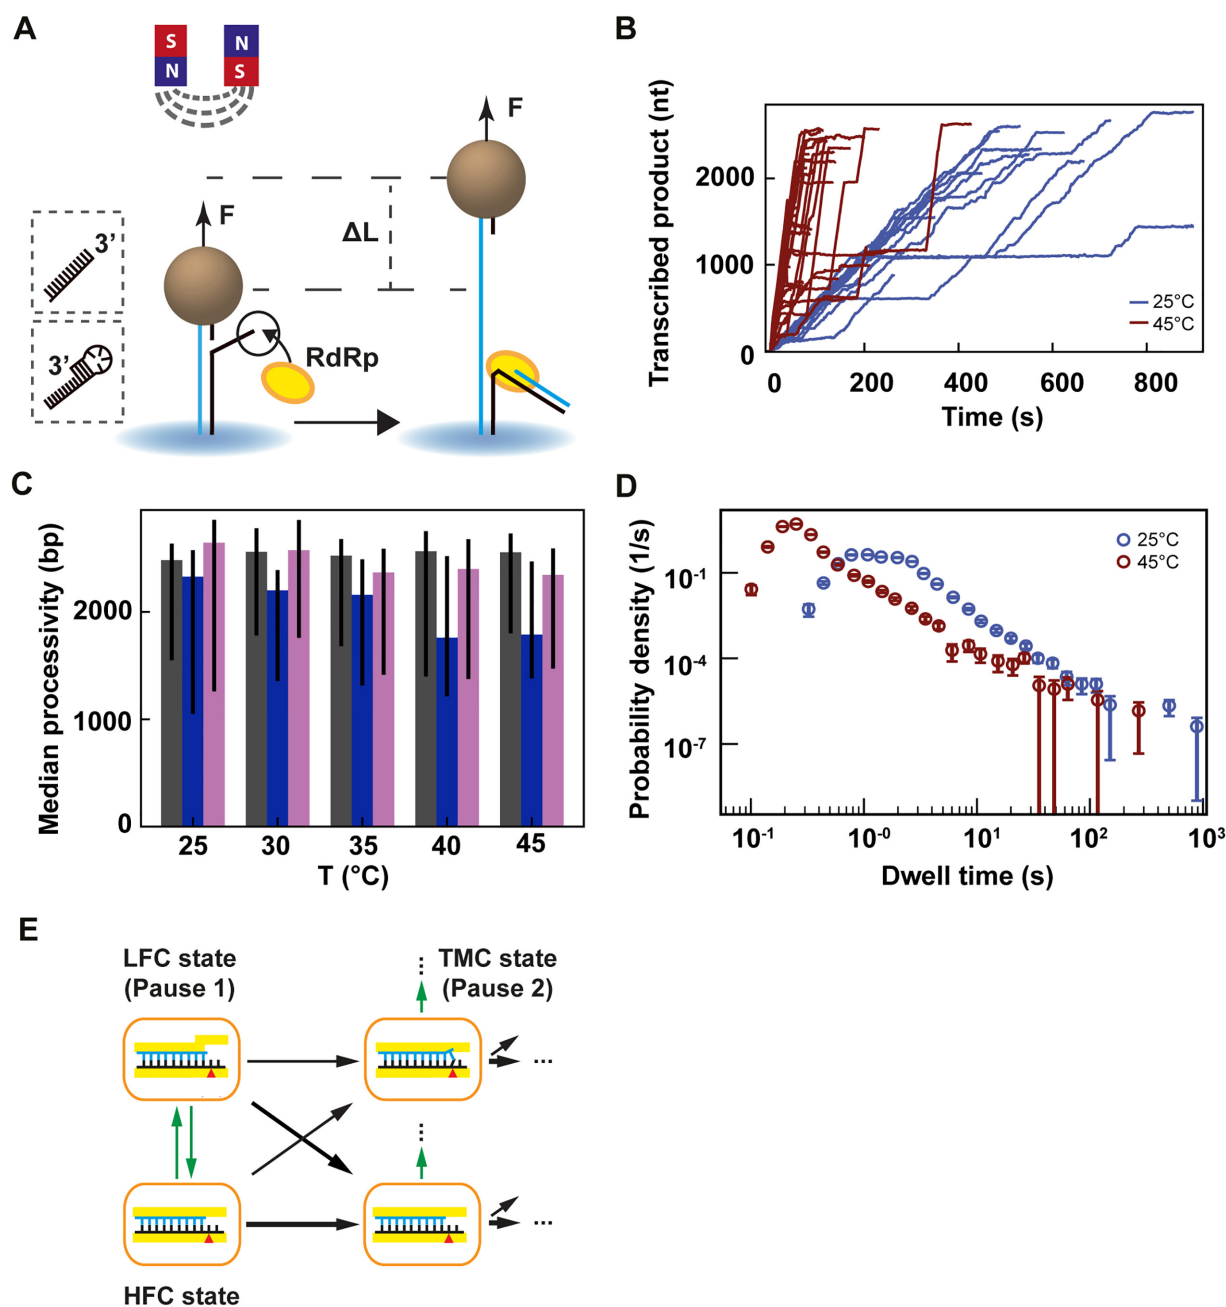 A
S N
N S
F
F
ΔL
3'
3'
RdRp
B
Transcribed product (nt)
2000
1000
0
25°C
45°C
0 200 400 600 800
Time (s)
C
Median processivity (bp)
2000
1000
0
25 30 35 40 45
T (°C)
D
Probability density (1/s)
10-1
10-4
10-7
25°C
45°C
10-1 10-0 101 102 103
Dwell time (s)
E
LFC state
(Pause 1)
TMC state
(Pause 2)
...
...
...
...
HFC state